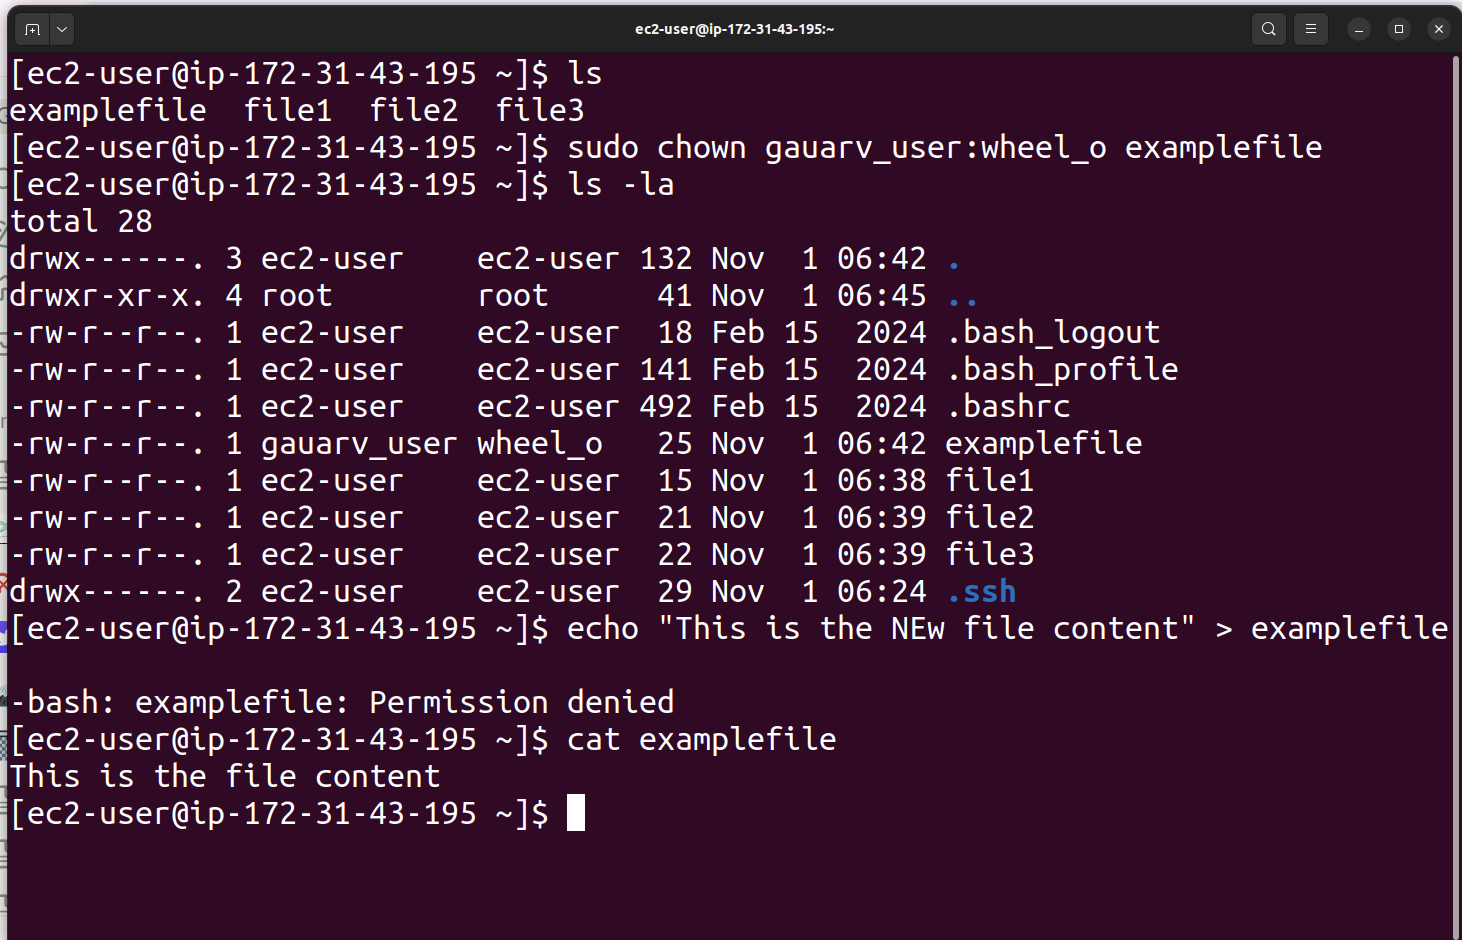 ec2-user@ip-172-31-43-195:~
[ec2-user@ip-172-31-43-195 ~]$ ls
examplefile  file1  file2  file3
[ec2-user@ip-172-31-43-195 ~]$ sudo chown gauarv_user:wheel_o examplefile
[ec2-user@ip-172-31-43-195 ~]$ ls -la
total 28
drwx------. 3 ec2-user    ec2-user 132 Nov  1 06:42 .
drwxr-xr-x. 4 root        root      41 Nov  1 06:45 ..
-rw-r--r--. 1 ec2-user    ec2-user  18 Feb 15  2024 .bash_logout
-rw-r--r--. 1 ec2-user    ec2-user 141 Feb 15  2024 .bash_profile
-rw-r--r--. 1 ec2-user    ec2-user 492 Feb 15  2024 .bashrc
-rw-r--r--. 1 gauarv_user wheel_o   25 Nov  1 06:42 examplefile
-rw-r--r--. 1 ec2-user    ec2-user  15 Nov  1 06:38 file1
-rw-r--r--. 1 ec2-user    ec2-user  21 Nov  1 06:39 file2
-rw-r--r--. 1 ec2-user    ec2-user  22 Nov  1 06:39 file3
drwx------. 2 ec2-user    ec2-user  29 Nov  1 06:24 .ssh
[ec2-user@ip-172-31-43-195 ~]$ echo "This is the NEw file content" > examplefile
-bash: examplefile: Permission denied
[ec2-user@ip-172-31-43-195 ~]$ cat examplefile
This is the file content
[ec2-user@ip-172-31-43-195 ~]$